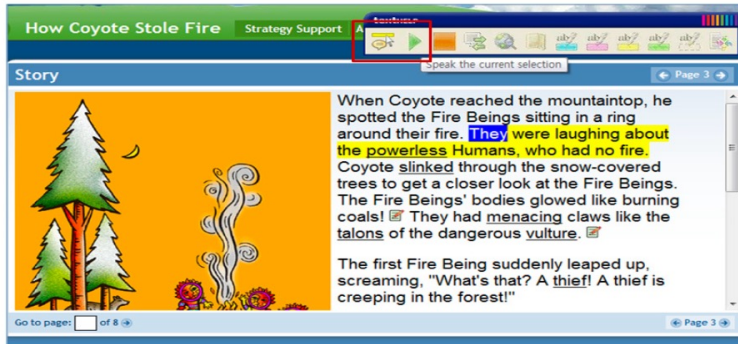 How Coyote Stole Fire Strategy Support
Speak the current selection
Story
Page 3
When Coyote reached the mountaintop, he
spotted the Fire Beings sitting in a ring
around their fire. They were laughing about
the powerless Humans, who had no fire.
Coyote slinked through the snow-covered
trees to get a closer look at the Fire Beings.
The Fire Beings' bodies glowed like burning
coals! They had menacing claws like the
talons of the dangerous vulture.
The first Fire Being suddenly leaped up,
screaming, "What's that? A thief! A thief is
creeping in the forest!"
Go to page: of 8
Page 3